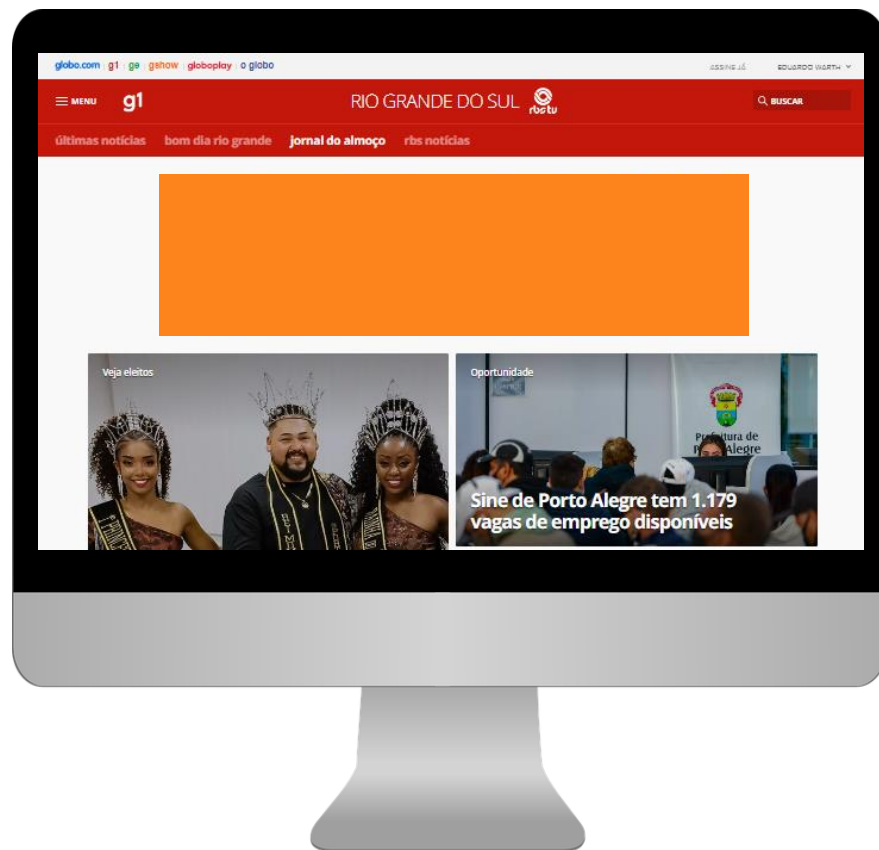 globo.com g1 ge gshow globoplay o globo
ASSINE JÁ EDUARDO WARTH
MENU g1 RIO GRANDE DO SUL rbs tv BUSCAR
últimas notícias bom dia rio grande jornal do almoço rbs notícias
Veja eleitos
Oportunidade
Prefeitura de
Alegre
Sine de Porto Alegre tem 1.179
vagas de emprego disponíveis